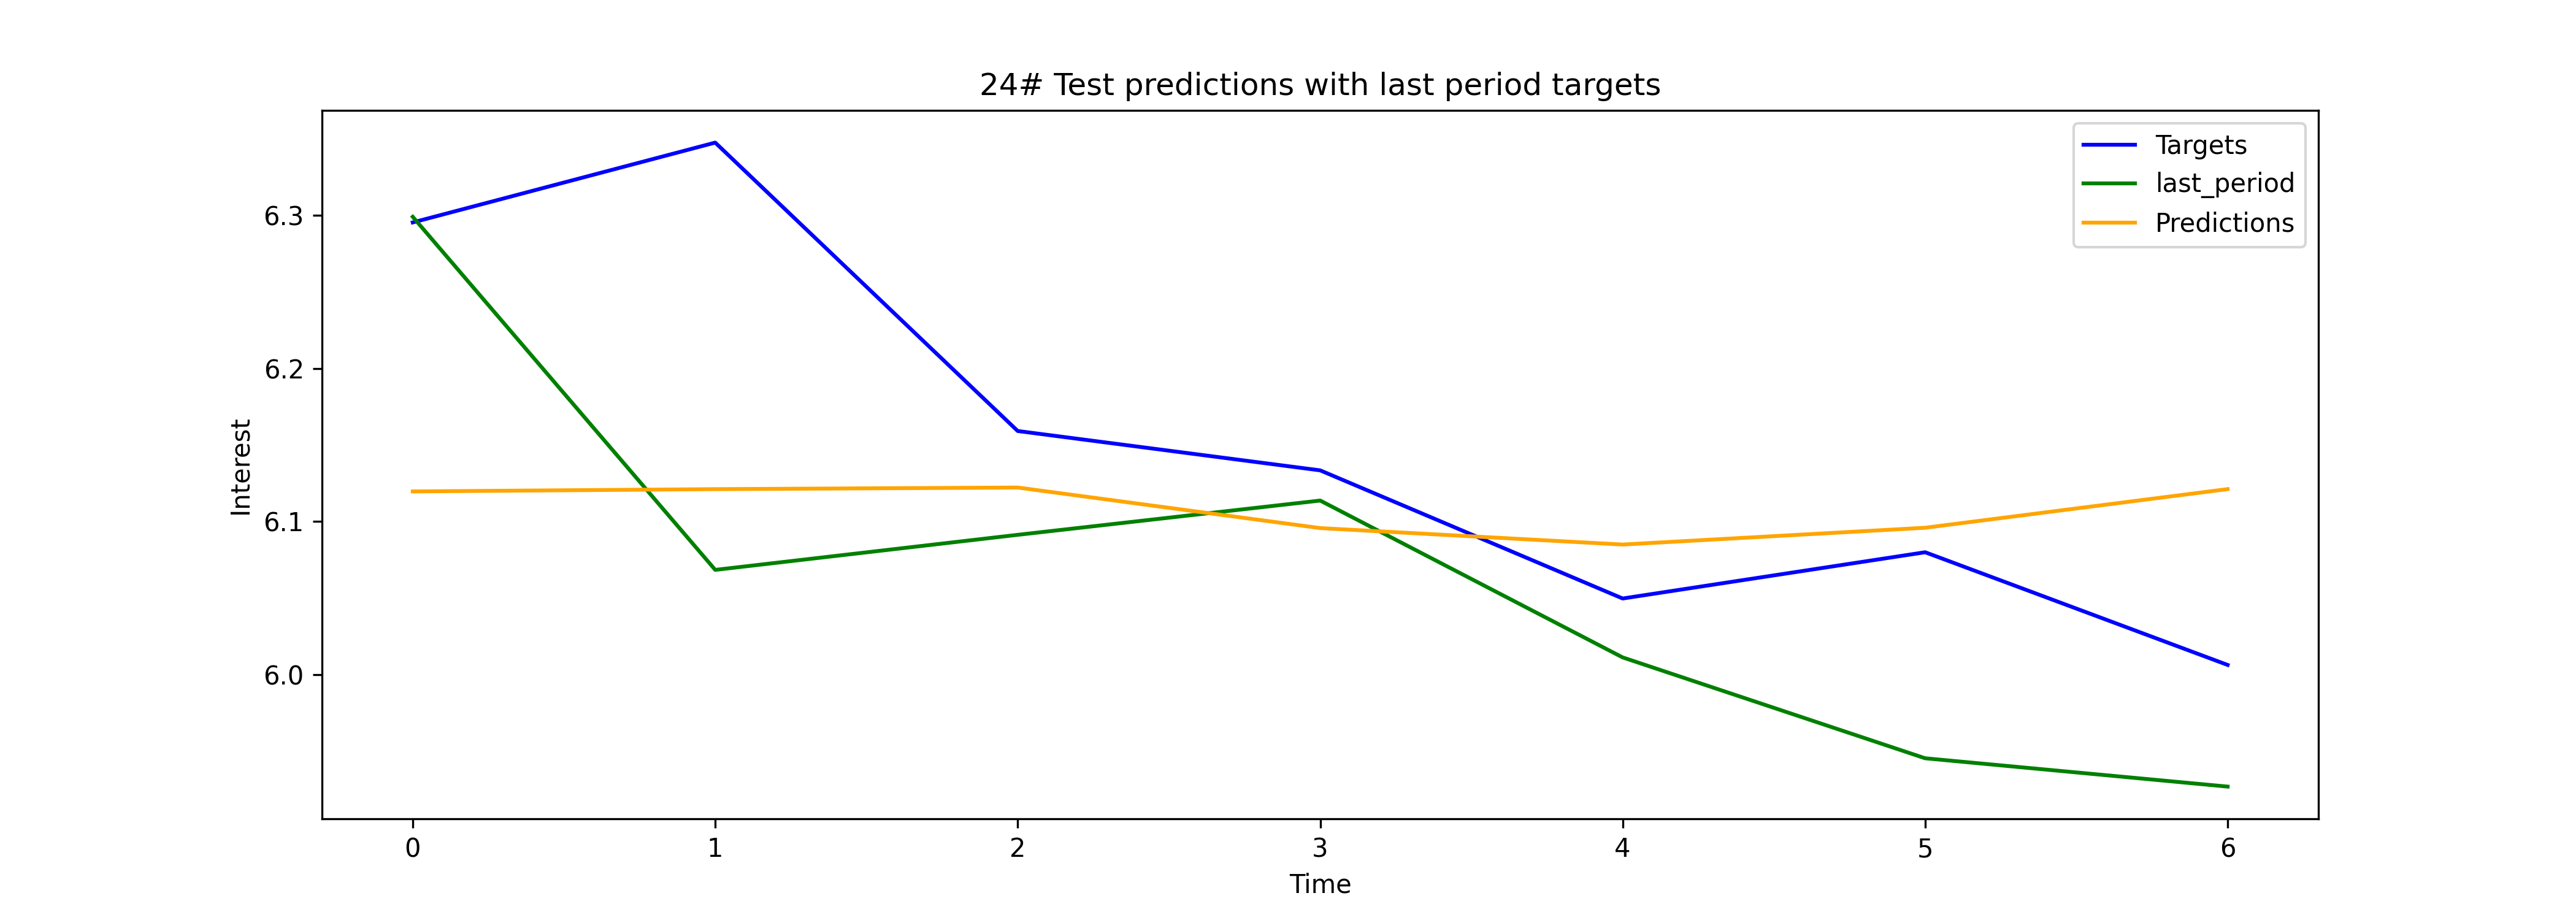 24# Test predictions with last period targets
Targets
last_period
Predictions
6.3
6.2
6.1
6.0
Interest
0 1 2 3 4 5 6
Time